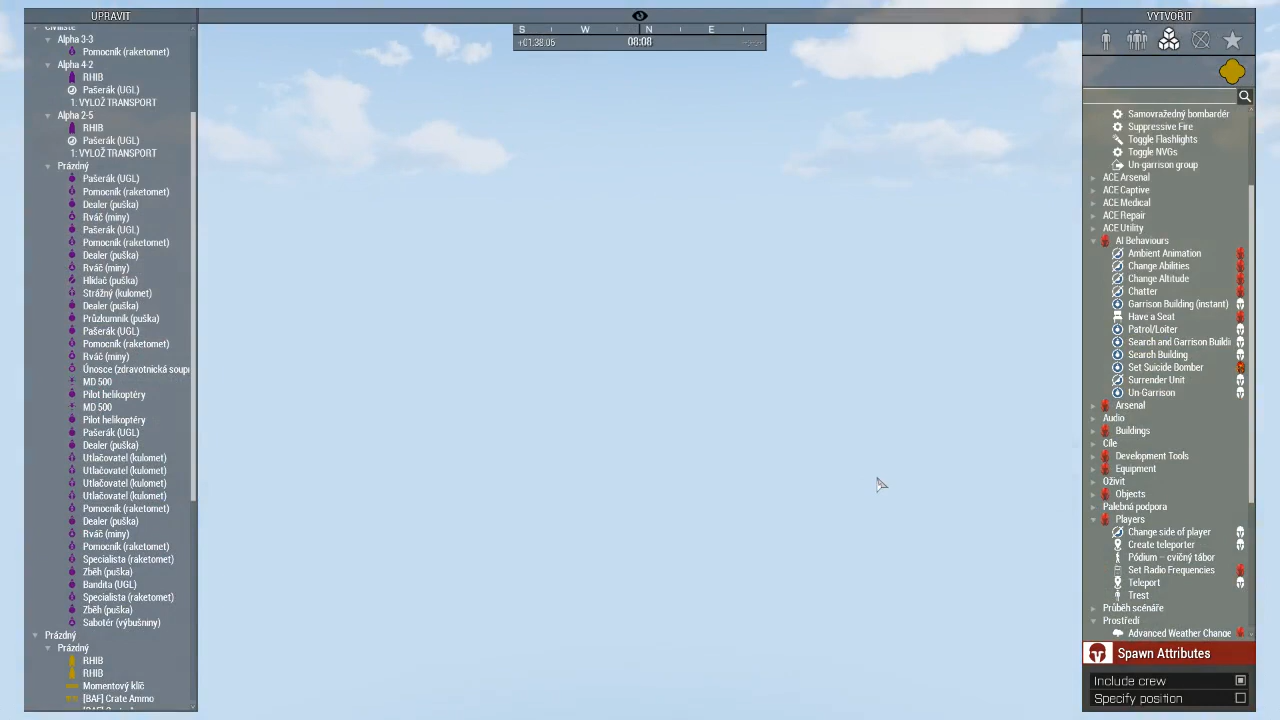 UPRAVIT
Civilisté
Alpha 3-3
Pomocník (raketomet)
Alpha 4-2
RHIB
Pašerák (UGL)
1: VYLOŽ TRANSPORT
Alpha 2-5
RHIB
Pašerák (UGL)
1: VYLOŽ TRANSPORT
Prázdný
Pašerák (UGL)
Pomocník (raketomet)
Dealer (puška)
Rváč (miny)
Pašerák (UGL)
Pomocník (raketomet)
Dealer (puška)
Rváč (miny)
Hlídač (puška)
Strážný (kulomet)
Dealer (puška)
Průzkumník (puška)
Pašerák (UGL)
Pomocník (raketomet)
Rváč (miny)
Únosce (zdravotnická soupi
MD 500
Pilot helikoptéry
MD 500
Pilot helikoptéry
Pašerák (UGL)
Dealer (puška)
Utlačovatel (kulomet)
Utlačovatel (kulomet)
Utlačovatel (kulomet)
Utlačovatel (kulomet)
Pomocník (raketomet)
Dealer (puška)
Rváč (miny)
Pomocník (raketomet)
Specialista (raketomet)
Zběh (puška)
Bandita (UGL)
Specialista (raketomet)
Zběh (puška)
Sabotér (výbušniny)
Prázdný
Prázdný
RHIB
RHIB
Momentový klíč
[BAF] Crate Ammo
S W N E
+01:38:06 08:08 --:--:--
VYTVOŘIT
Samovražedný bombardér
Suppressive Fire
Toggle Flashlights
Toggle NVGs
Un-garrison group
ACE Arsenal
ACE Captive
ACE Medical
ACE Repair
ACE Utility
AI Behaviours
Ambient Animation
Change Abilities
Change Altitude
Chatter
Garrison Building (instant)
Have a Seat
Patrol/Loiter
Search and Garrison Buildi
Search Building
Set Suicide Bomber
Surrender Unit
Un-Garrison
Arsenal
Audio
Buildings
Cíle
Development Tools
Equipment
Oživit
Objects
Palebná podpora
Players
Change side of player
Create teleporter
Pódium – cvičný tábor
Set Radio Frequencies
Teleport
Trest
Průběh scénáře
Prostředí
Advanced Weather Change
Spawn Attributes
Include crew
Specify position